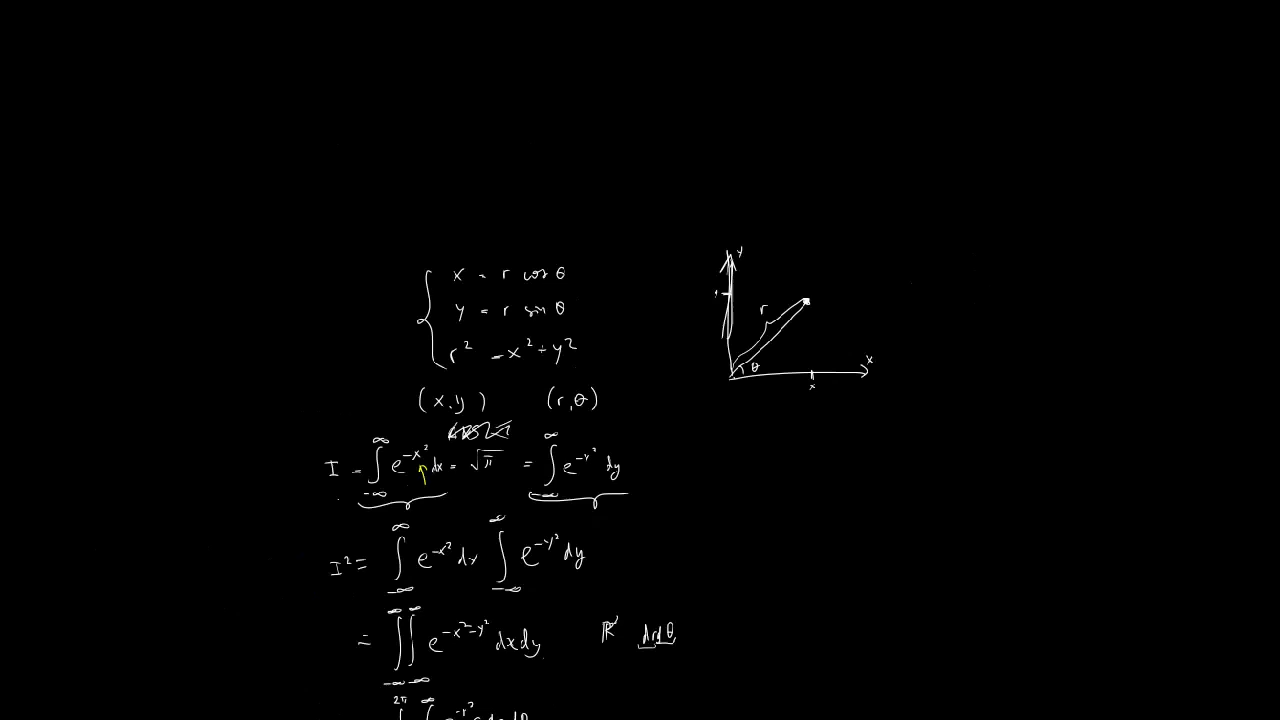 x = r cos θ
y = r sin θ
r² = x² + y²
(x, y) (r, θ)
I = ∫_{-∞}^{∞} e^{-x²} dx = √π = ∫_{-∞}^{∞} e^{-y²} dy
I² = ∫_{-∞}^{∞} e^{-x²} dx ∫_{-∞}^{∞} e^{-y²} dy
= ∫_{-∞}^{∞} ∫_{-∞}^{∞} e^{-x²-y²} dx dy ℝ² dr dθ
y
r
θ
x
x